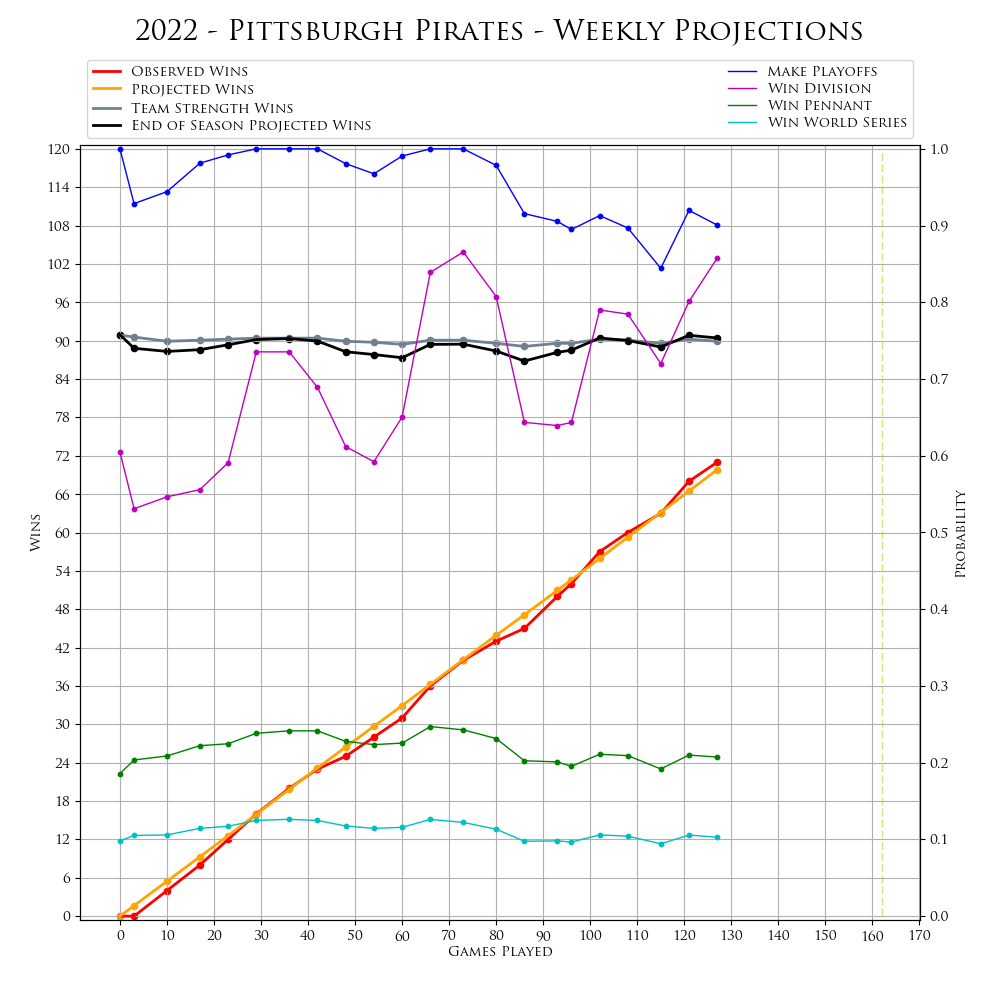 2022 - Pittsburgh Pirates - Weekly Projections
Observed Wins
Projected Wins
Team Strength Wins
End of Season Projected Wins
Make Playoffs
Win Division
Win Pennant
Win World Series
120
114
108
102
96
90
84
78
72
66
60
54
48
42
36
30
24
18
12
6
0
Wins
1.0
0.9
0.8
0.7
0.6
0.5
0.4
0.3
0.2
0.1
0.0
Probability
0 10 20 30 40 50 60 70 80 90 100 110 120 130 140 150 160 170
Games Played